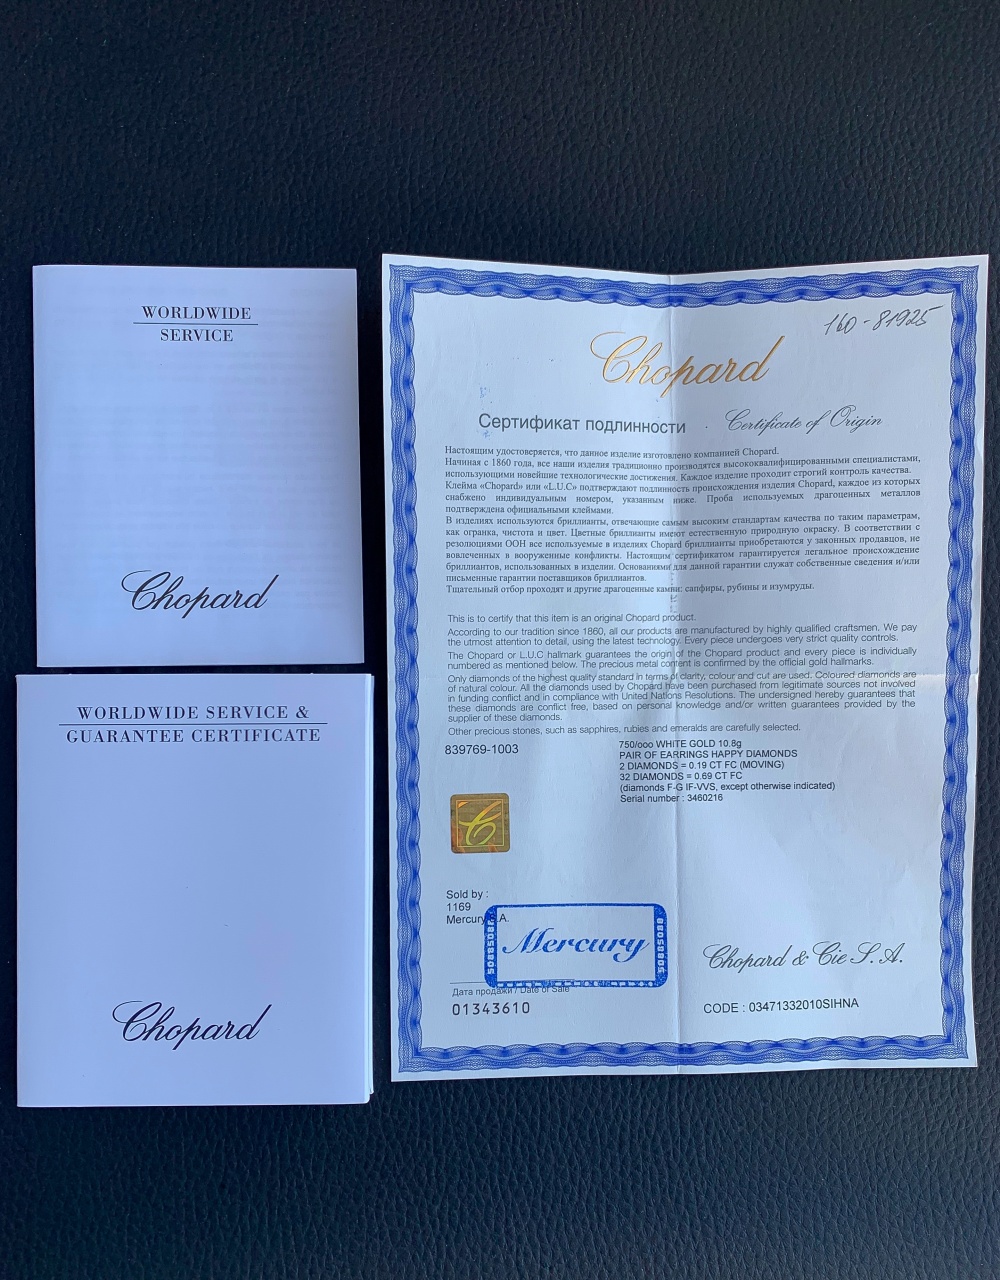 WORLDWIDE
SERVICE
Chopard
WORLDWIDE SERVICE &
GUARANTEE CERTIFICATE
Chopard
160-81925
Chopard
Сертификат подлинности
Certificate of Origin
Настоящим удостоверяется, что данное изделие изготовлено компанией Chopard.
Начиная с 1860 года, все наши изделия традиционно производятся высококвалифицированными специалистами,
использующими новейшие технологические достижения. Каждое изделие проходит строгий контроль качества.
Клейма «Chopard» или «L.U.C» подтверждают подлинность происхождения изделия Chopard, каждое из которых
снабжено индивидуальным номером, указанным ниже. Проба используемых драгоценных металлов
подтверждена официальными клеймами.
В изделиях используются бриллианты, отвечающие самым высоким стандартам качества по таким параметрам,
как огранка, чистота и цвет. Цветные бриллианты имеют естественную природную окраску. В соответствии с
резолюциями ООН все используемые в изделиях Chopard бриллианты приобретаются у законных продавцов, не
вовлеченных в вооруженные конфликты. Настоящим сертификатом гарантируется легальное происхождение
бриллиантов, использованных в изделии. Основаниями для данной гарантии служат собственные сведения и/или
письменные гарантии поставщиков бриллиантов.
Тщательный отбор проходят и другие драгоценные камни: сапфиры, рубины и изумруды.
This is to certify that this item is an original Chopard product.
According to our tradition since 1860, all our products are manufactured by highly qualified craftsmen. We pay
the utmost attention to detail, using the latest technology. Every piece undergoes very strict quality controls.
The Chopard or L.U.C hallmark guarantees the origin of the Chopard product and every piece is individually
numbered as mentioned below. The precious metal content is confirmed by the official gold hallmarks.
Only diamonds of the highest quality standard in terms of clarity, colour and cut are used. Coloured diamonds are
of natural colour. All the diamonds used by Chopard have been purchased from legitimate sources not involved
in funding conflict and in compliance with United Nations Resolutions. The undersigned hereby guarantees that
these diamonds are confict free, based on personal knowledge and/or written guarantees provided by the
supplier of these diamonds.
Other precious stones, such as sapphires, rubies and emeralds are carefully selected.
839769-1003
750/ooo WHITE GOLD 10.8g
PAIR OF EARRINGS HAPPY DIAMONDS
2 DIAMONDS = 0.19 CT FC (MOVING)
32 DIAMONDS = 0.69 CT FC
(diamonds F-G IF-VVS, except otherwise indicated)
Serial number : 3460216
Sold by :
1169
Mercury S.A.
Mercury
Дата продажи / Date of Sale
01343610
Chopard & Cie S.A.
CODE : 03471332010SIHNA